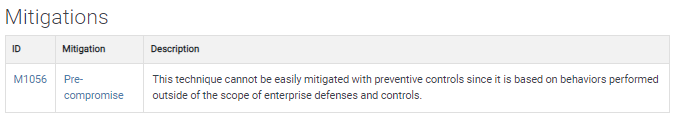 Mitigations
ID Mitigation Description
M1056 Pre- This technique cannot be easily mitigated with preventive controls since it is based on behaviors performed
compromise outside of the scope of enterprise defenses and controls.